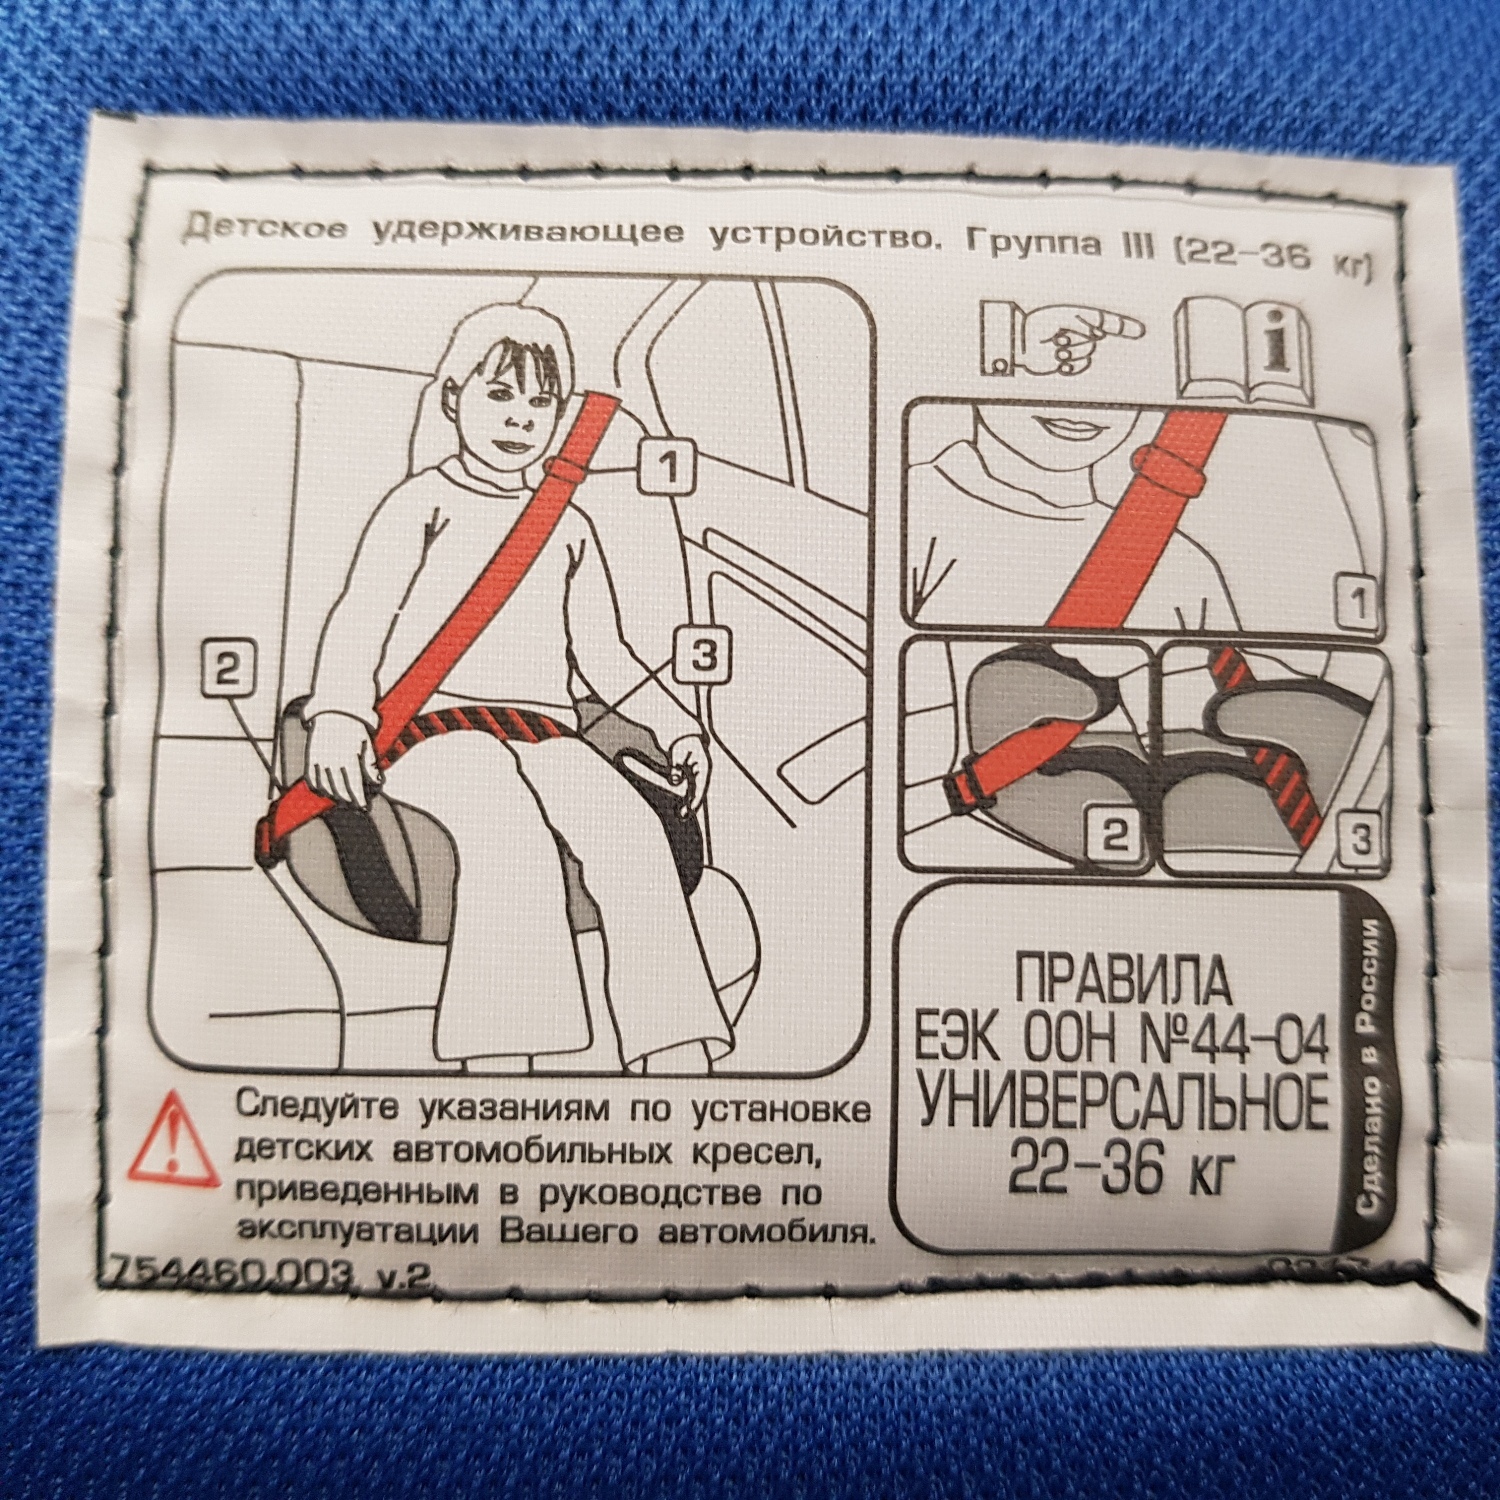 Детское удерживающее устройство. Группа III (22-36 кг)
i
1
1
2
3
2
3
ПРАВИЛА
ЕЭК ООН №44-04
УНИВЕРСАЛЬНОЕ
22-36 кг
Сделано в России
Следуйте указаниям по установке
детских автомобильных кресел,
приведенным в руководстве по
эксплуатации Вашего автомобиля.
754460.003 v.2